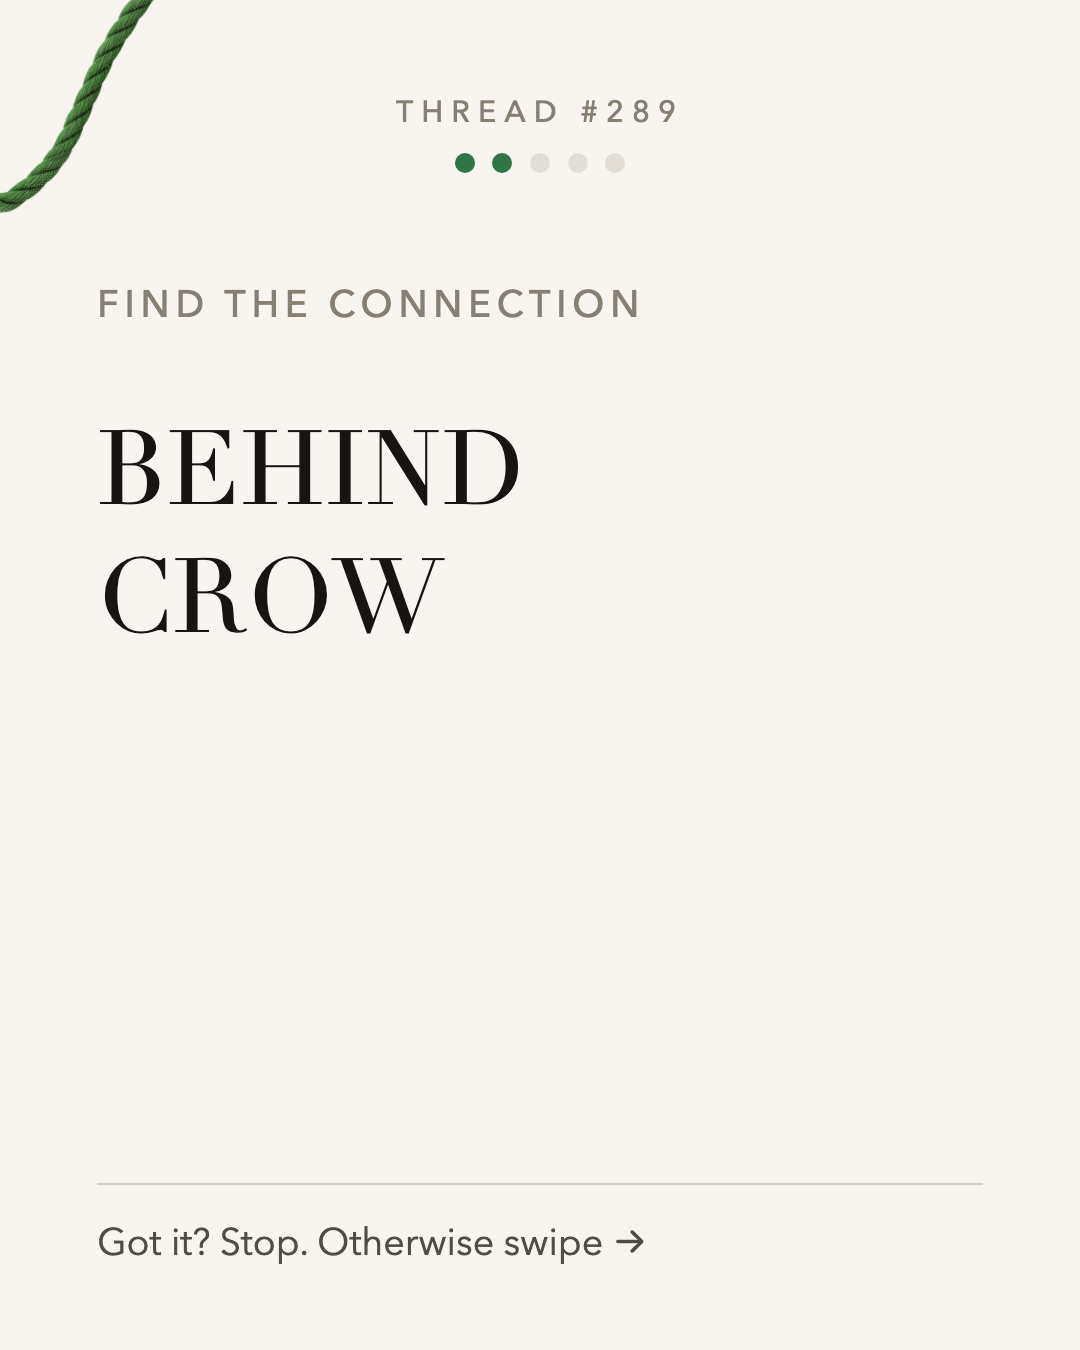 THREAD #289
FIND THE CONNECTION
BEHIND
CROW
Got it? Stop. Otherwise swipe →